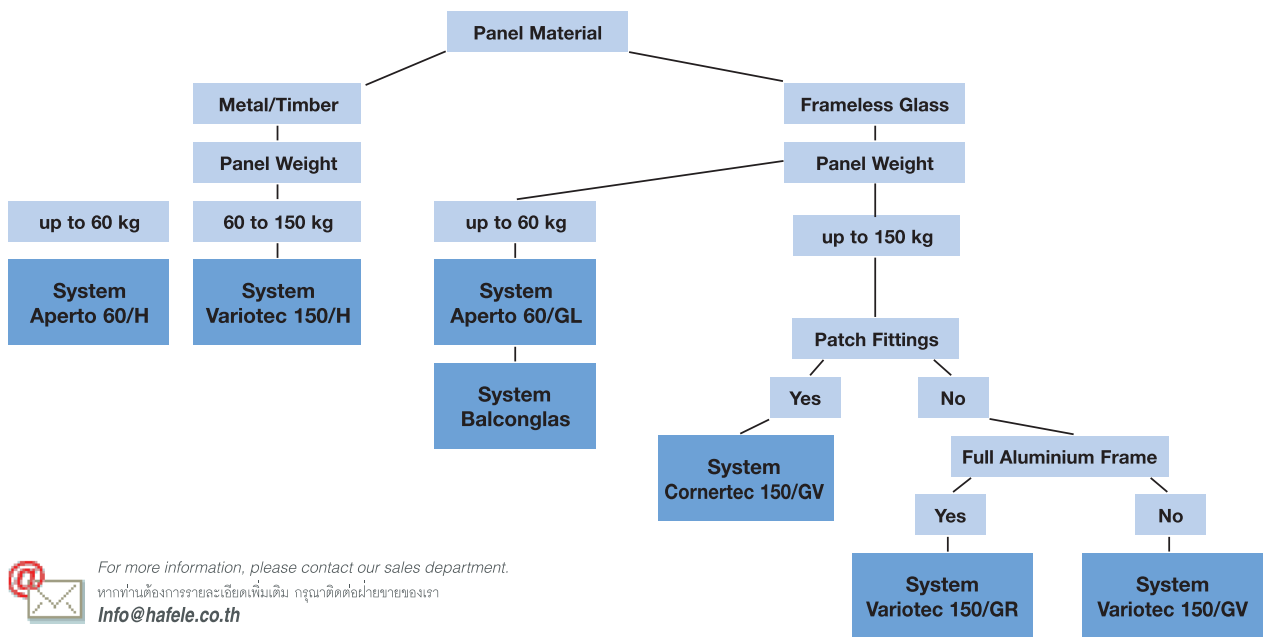 Panel Material
Metal/Timber
Frameless Glass
Panel Weight
Panel Weight
up to 60 kg
60 to 150 kg
up to 60 kg
up to 150 kg
System
Aperto 60/H
System
Variotec 150/H
System
Aperto 60/GL
Patch Fittings
System
Balconglas
Yes
No
System
Cornertec 150/GV
Full Aluminium Frame
Yes
No
System
Variotec 150/GR
System
Variotec 150/GV
@
For more information, please contact our sales department.
หากท่านต้องการรายละเอียดเพิ่มเติม กรุณาติดต่อฝ่ายขายของเรา
Info@hafele.co.th